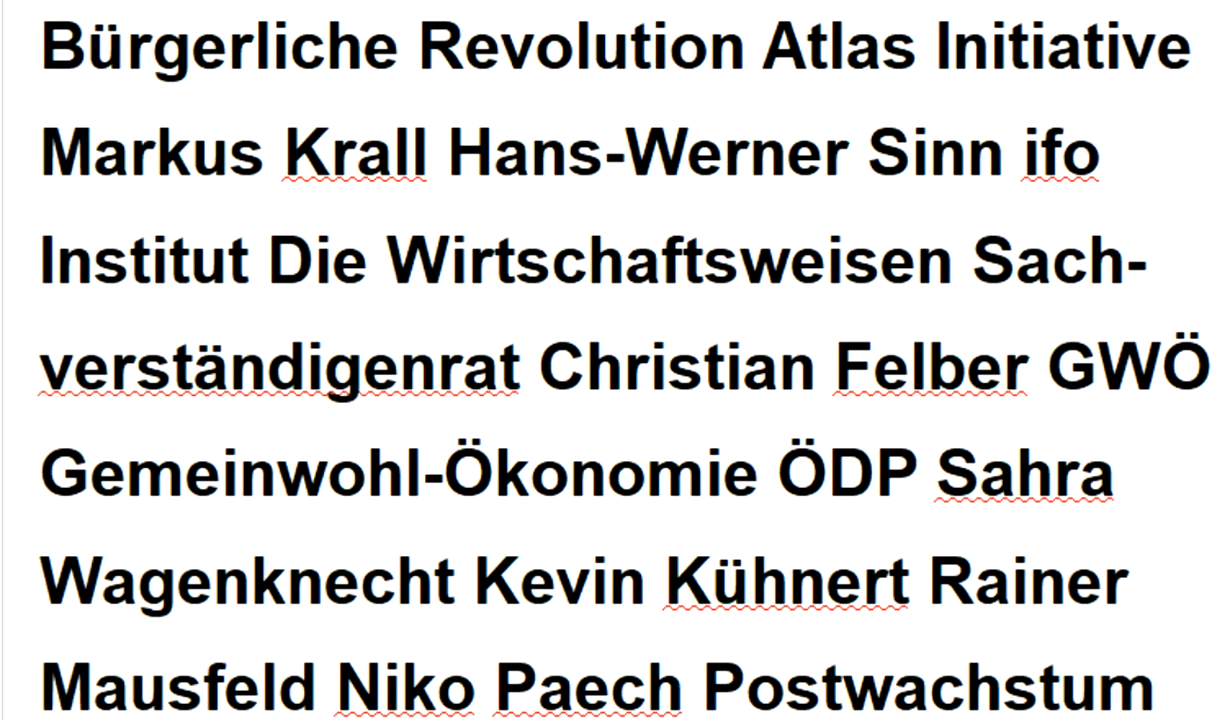 Bürgerliche Revolution Atlas Initiative
Markus Krall Hans-Werner Sinn ifo
Institut Die Wirtschaftsweisen Sach-
verständigenrat Christian Felber GWÖ
Gemeinwohl-Ökonomie ÖDP Sahra
Wagenknecht Kevin Kühnert Rainer
Mausfeld Niko Paech Postwachstum